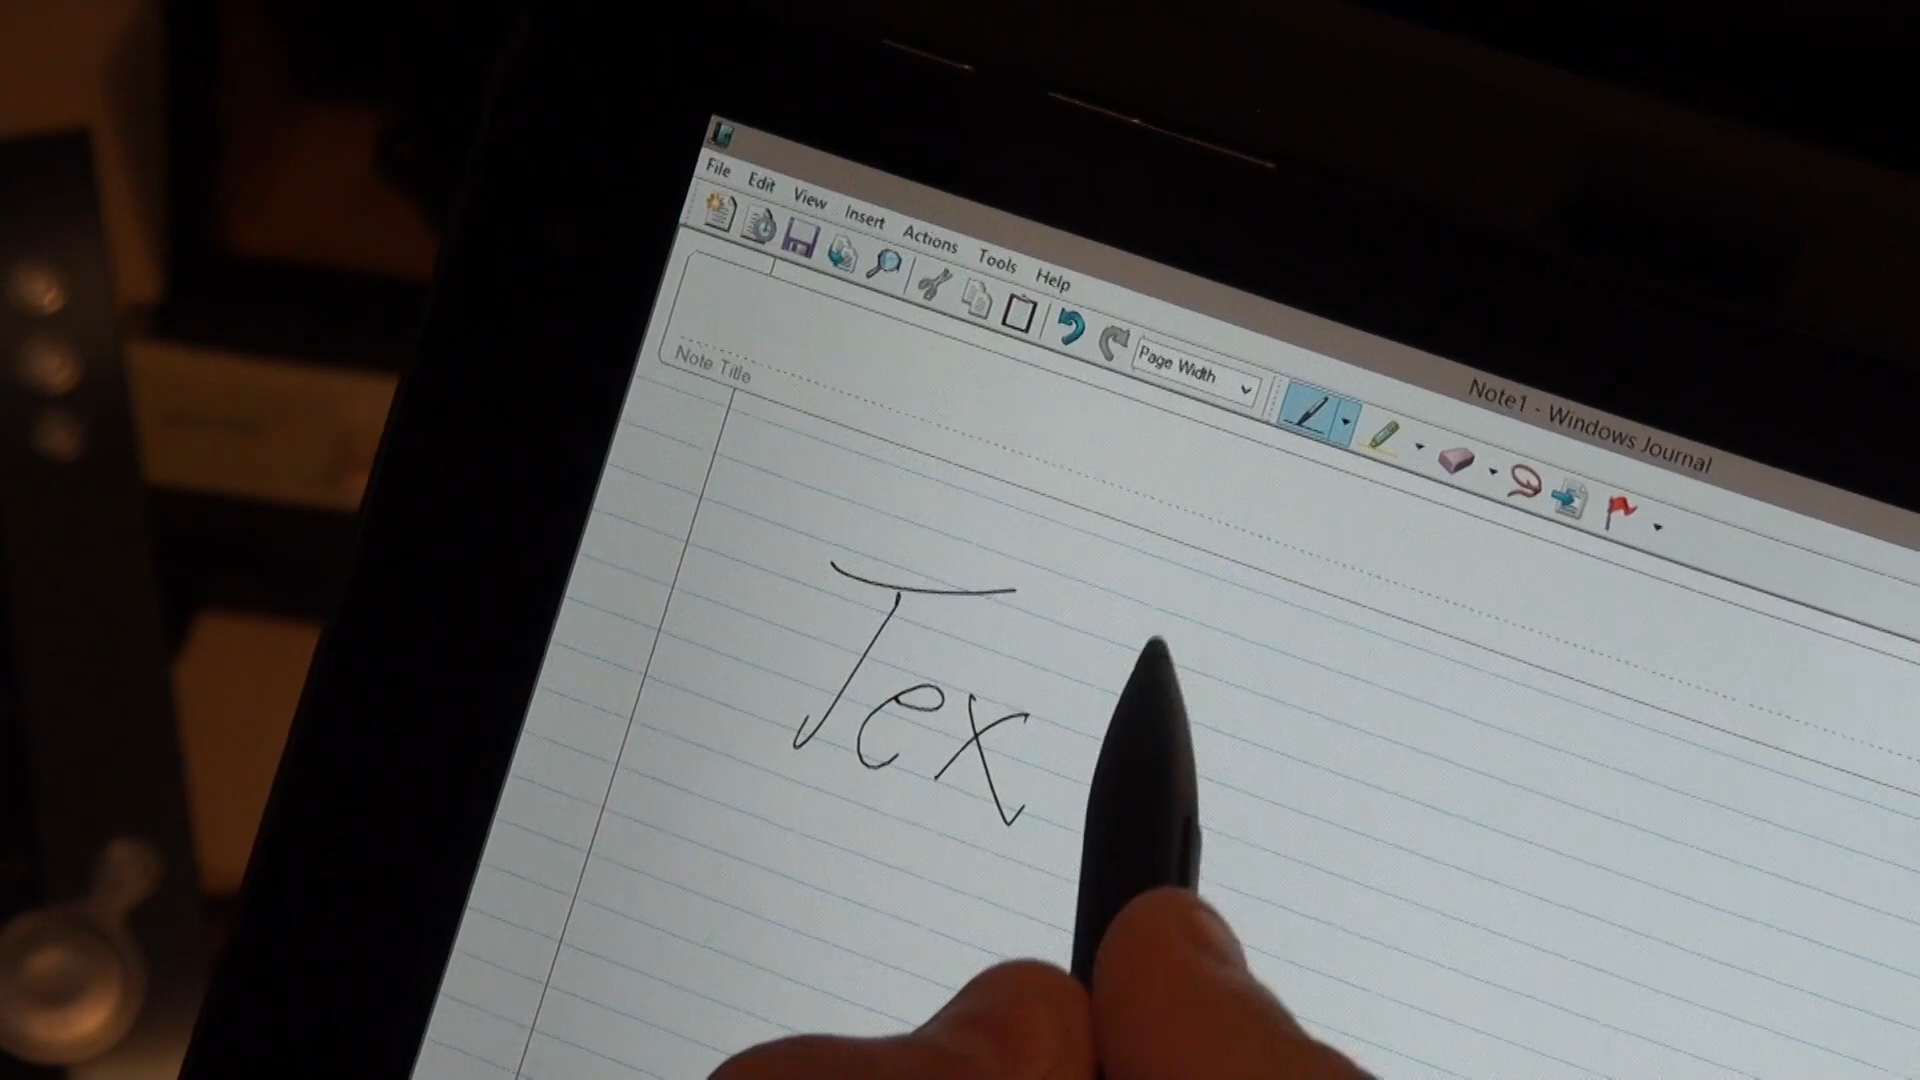 Note1 - Windows Journal
File Edit View Insert Actions Tools Help
Page Width
Note Title
Tex